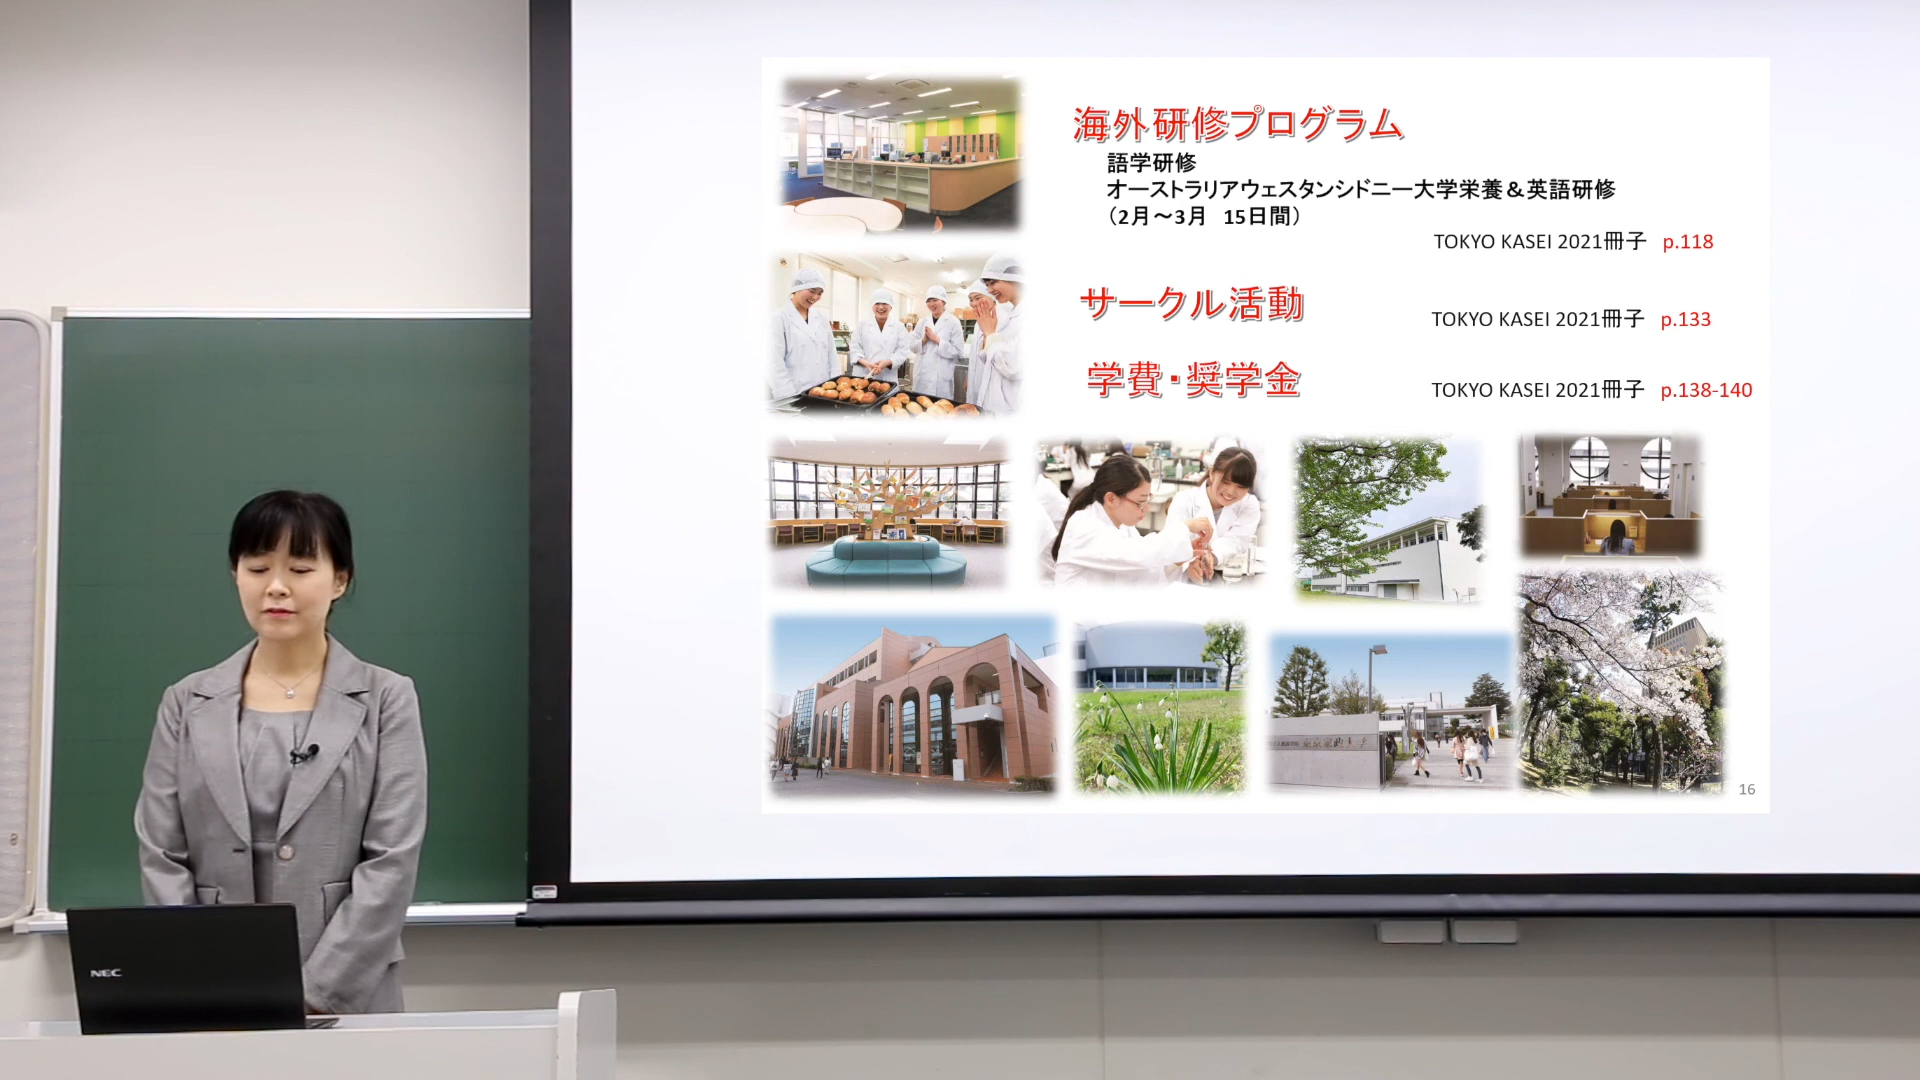 海外研修プログラム
語学研修
オーストラリアウェスタンシドニー大学栄養＆英語研修
（2月～3月　15日間）
TOKYO KASEI 2021冊子　p.118
サークル活動
TOKYO KASEI 2021冊子　p.133
学費・奨学金
TOKYO KASEI 2021冊子　p.138-140
16
NEC